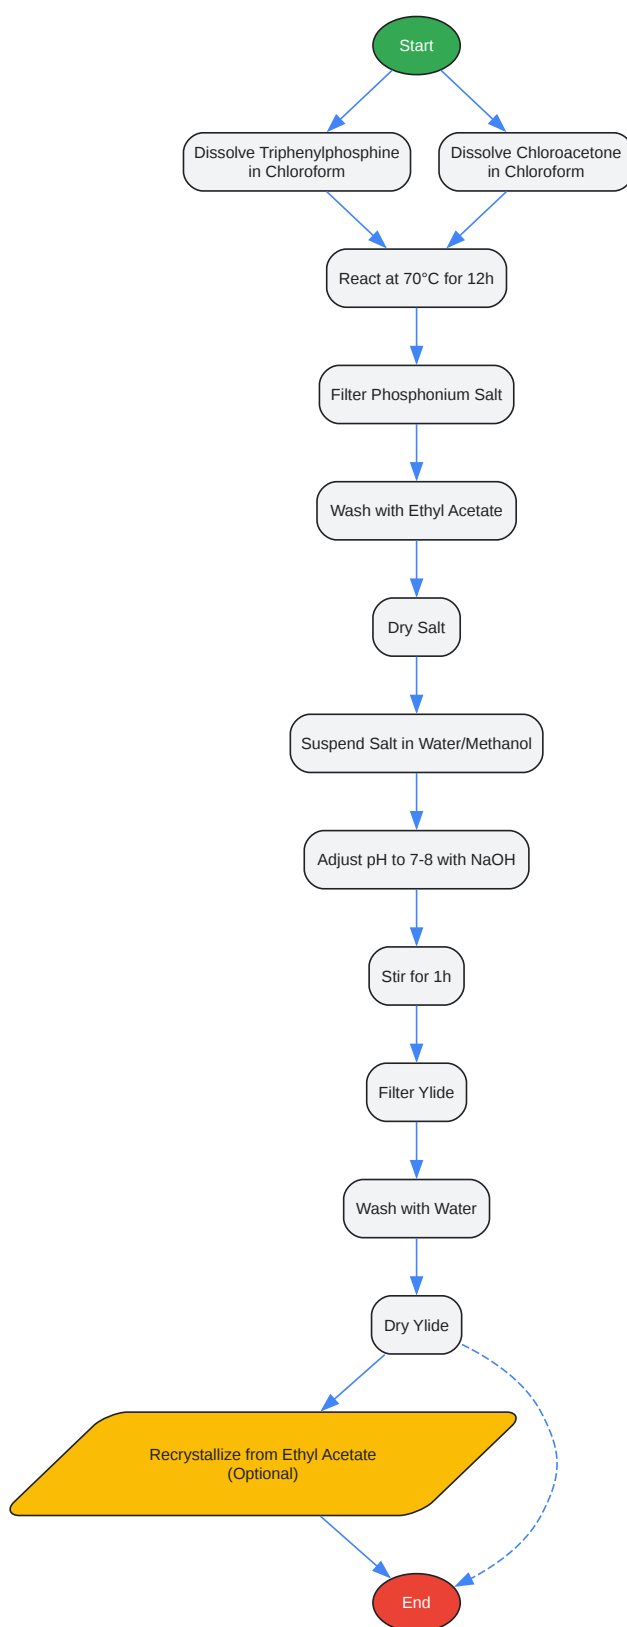 Start
Dissolve Triphenylphosphine
in Chloroform
Dissolve Chloroacetone
in Chloroform
React at 70°C for 12h
Filter Phosphonium Salt
Wash with Ethyl Acetate
Dry Salt
Suspend Salt in Water/Methanol
Adjust pH to 7-8 with NaOH
Stir for 1h
Filter Ylide
Wash with Water
Dry Ylide
Recrystallize from Ethyl Acetate
(Optional)
End